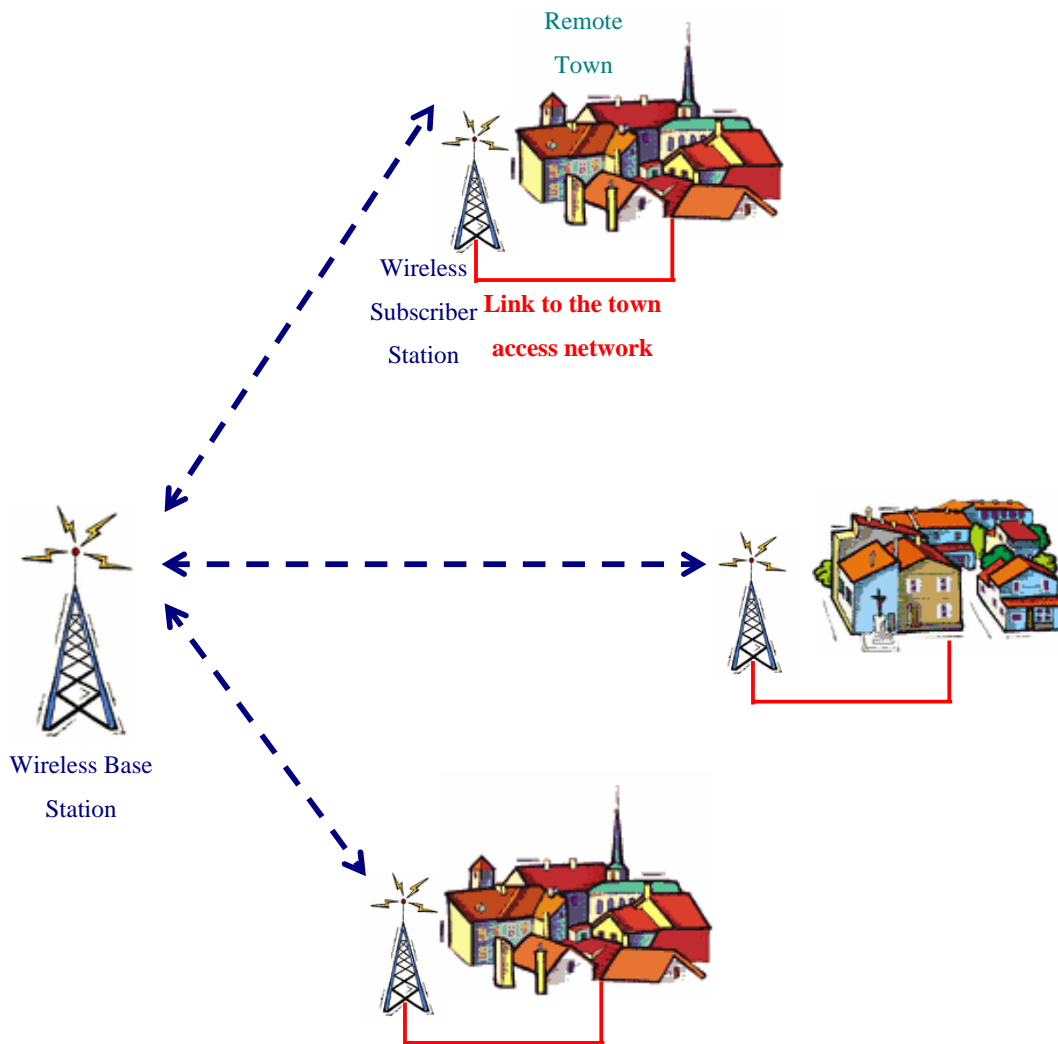 Remote
Town
Wireless
Subscriber
Station
Link to the town
access network
Wireless Base
Station